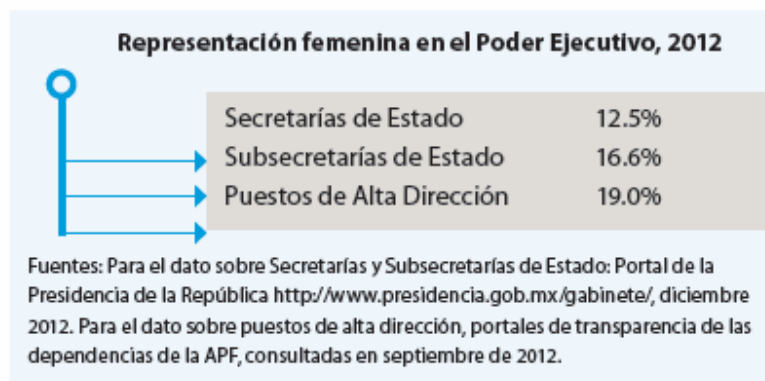 Representación femenina en el Poder Ejecutivo, 2012
Secretarías de Estado 12.5%
Subsecretarías de Estado 16.6%
Puestos de Alta Dirección 19.0%
Fuentes: Para el dato sobre Secretarías y Subsecretarías de Estado: Portal de la
Presidencia de la República http://www.presidencia.gob.mx/gabinete/, diciembre
2012. Para el dato sobre puestos de alta dirección, portales de transparencia de las
dependencias de la APF, consultadas en septiembre de 2012.